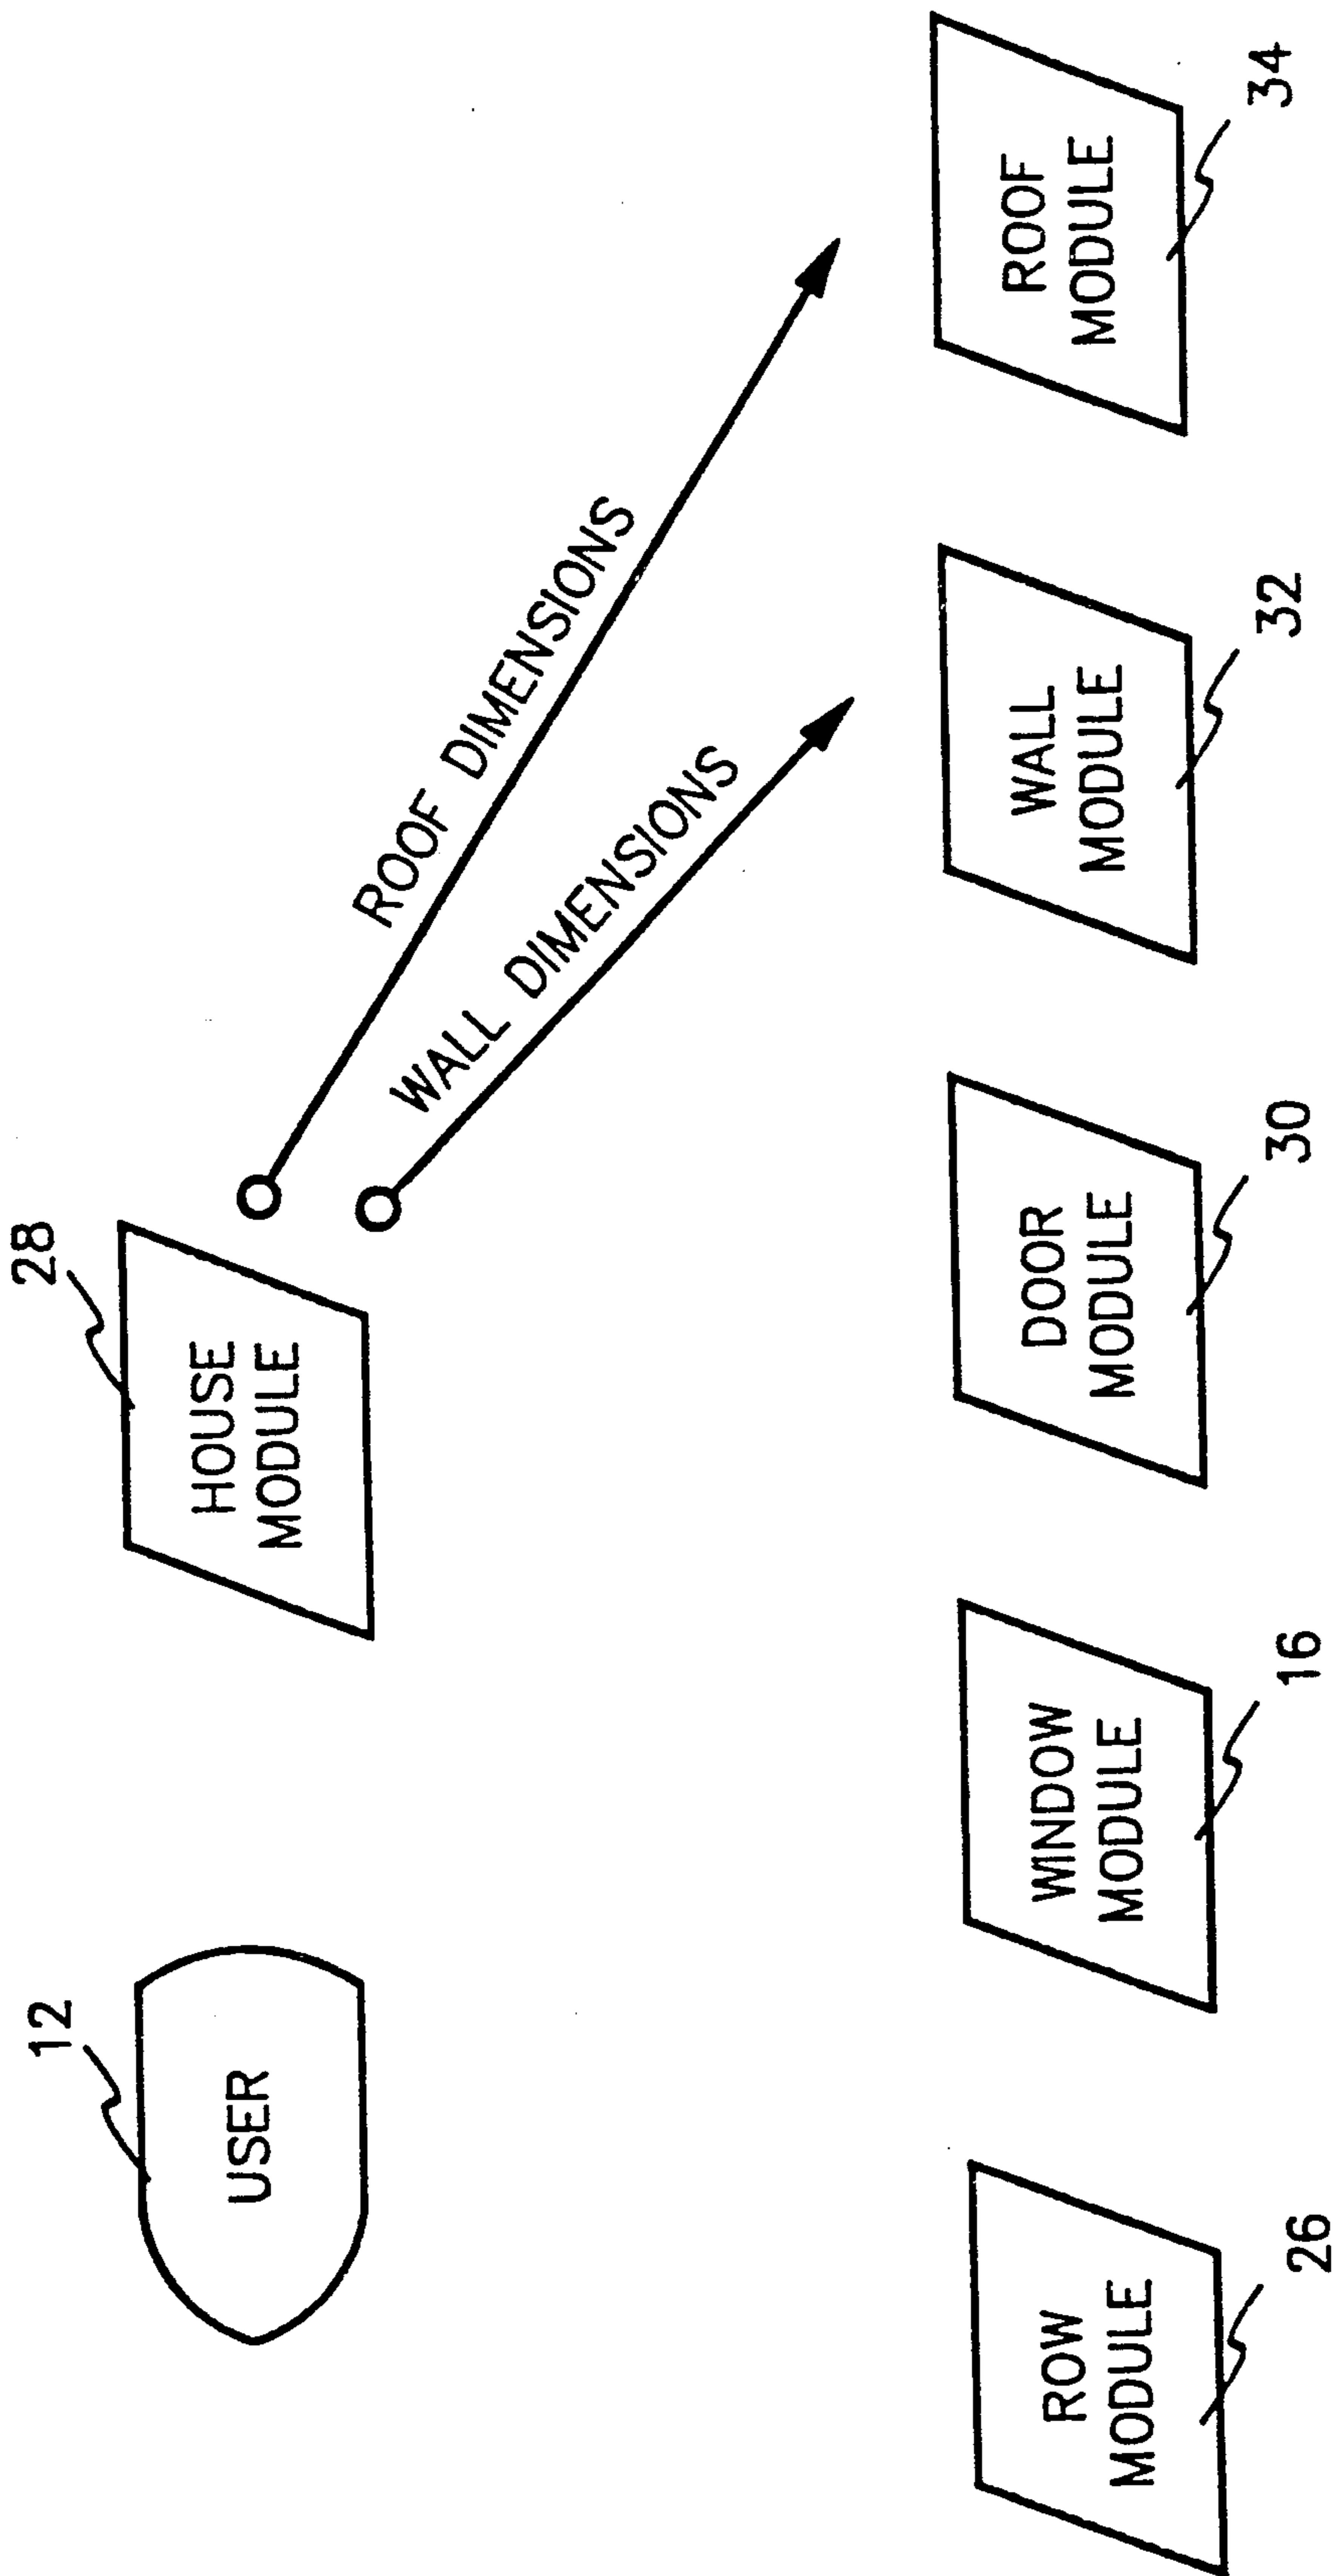 12
USER
28
HOUSE
MODULE
ROOF DIMENSIONS
WALL DIMENSIONS
ROW
MODULE
26
WINDOW
MODULE
16
DOOR
MODULE
30
WALL
MODULE
32
ROOF
MODULE
34